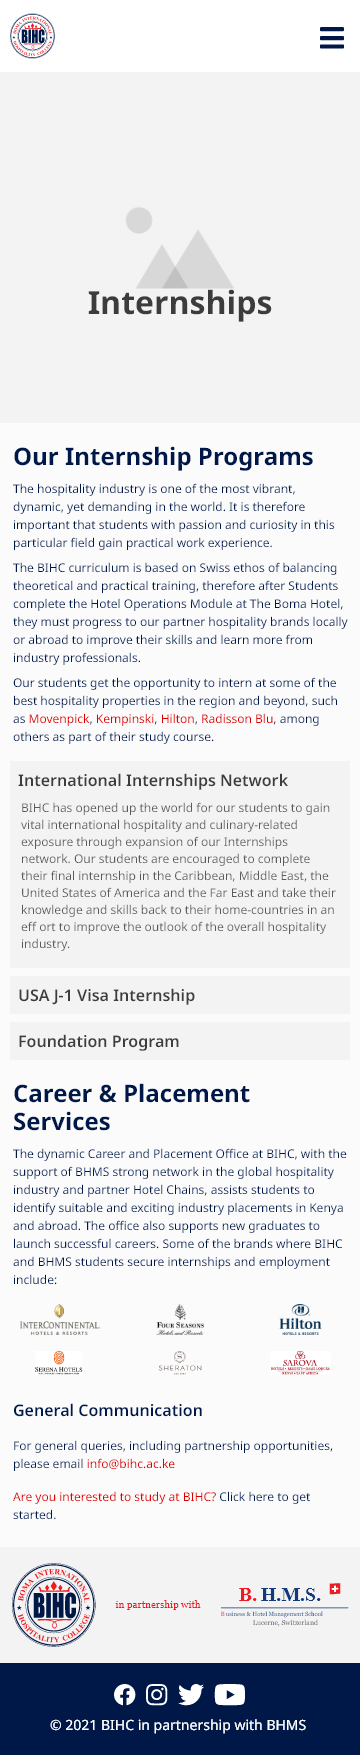 BOMA INTERNATIONAL
BIHC
HOSPITALITY COLLEGE
Internships
Our Internship Programs
The hospitality industry is one of the most vibrant,
dynamic, yet demanding in the world. It is therefore
important that students with passion and curiosity in this
particular field gain practical work experience.
The BIHC curriculum is based on Swiss ethos of balancing
theoretical and practical training, therefore after Students
complete the Hotel Operations Module at The Boma Hotel,
they must progress to our partner hospitality brands locally
or abroad to improve their skills and learn more from
industry professionals.
Our students get the opportunity to intern at some of the
best hospitality properties in the region and beyond, such
as Movenpick, Kempinski, Hilton, Radisson Blu, among
others as part of their study course.
International Internships Network
BIHC has opened up the world for our students to gain
vital international hospitality and culinary-related
exposure through expansion of our Internships
network. Our students are encouraged to complete
their final internship in the Caribbean, Middle East, the
United States of America and the Far East and take their
knowledge and skills back to their home-countries in an
eff ort to improve the outlook of the overall hospitality
industry.
USA J-1 Visa Internship
Foundation Program
Career & Placement
Services
The dynamic Career and Placement Office at BIHC, with the
support of BHMS strong network in the global hospitality
industry and partner Hotel Chains, assists students to
identify suitable and exciting industry placements in Kenya
and abroad. The office also supports new graduates to
launch successful careers. Some of the brands where BIHC
and BHMS students secure internships and employment
include:
INTERCONTINENTAL
HOTELS & RESORTS
FOUR SEASONS
Hotels and Resorts
Hilton
HOTELS & RESORTS
SERENA HOTELS
SHERATON
SAROVA
General Communication
For general queries, including partnership opportunities,
please email info@bihc.ac.ke
Are you interested to study at BIHC? Click here to get
started.
BOMA INTERNATIONAL
BIHC
HOSPITALITY COLLEGE
in partnership with
B.H.M.S.
Business & Hotel Management School
Lucerne, Switzerland
© 2021 BIHC in partnership with BHMS